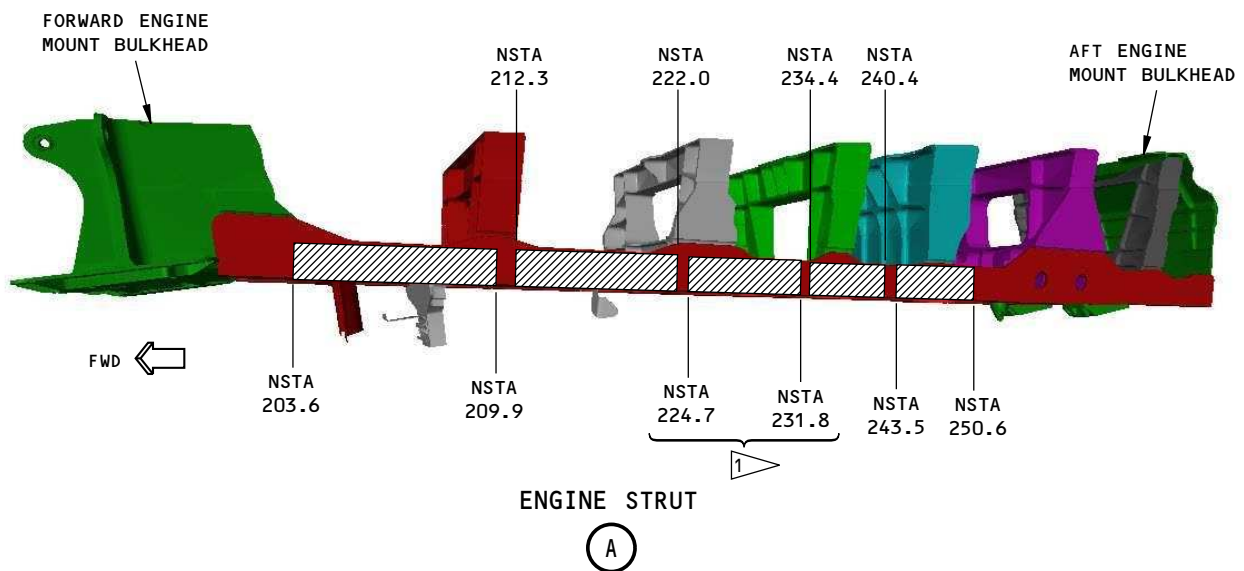 FORWARD ENGINE
MOUNT BULKHEAD
NSTA
212.3
NSTA
222.0
NSTA
234.4
NSTA
240.4
AFT ENGINE
MOUNT BULKHEAD
FWD
NSTA
203.6
NSTA
209.9
NSTA
224.7
NSTA
231.8
NSTA
243.5
NSTA
250.6
1
ENGINE STRUT
A